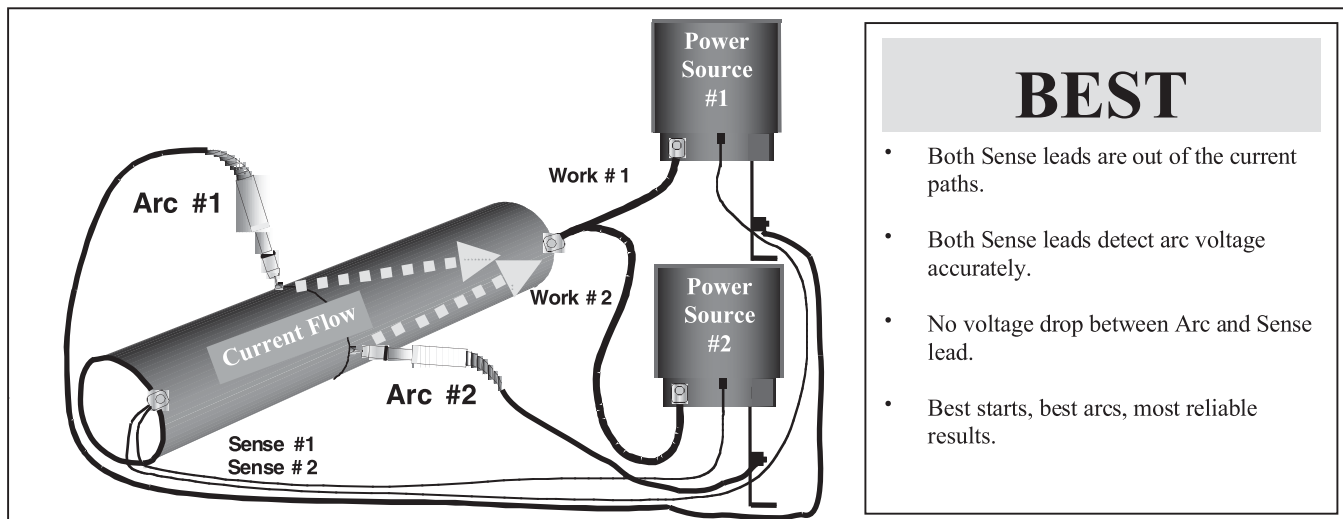 Power
Source
#1
Work # 1
Arc #1
Work # 2
Power
Source
#2
Current Flow
Arc #2
Sense #1
Sense # 2
BEST
• Both Sense leads are out of the current
paths.
• Both Sense leads detect arc voltage
accurately.
• No voltage drop between Arc and Sense
lead.
• Best starts, best arcs, most reliable
results.